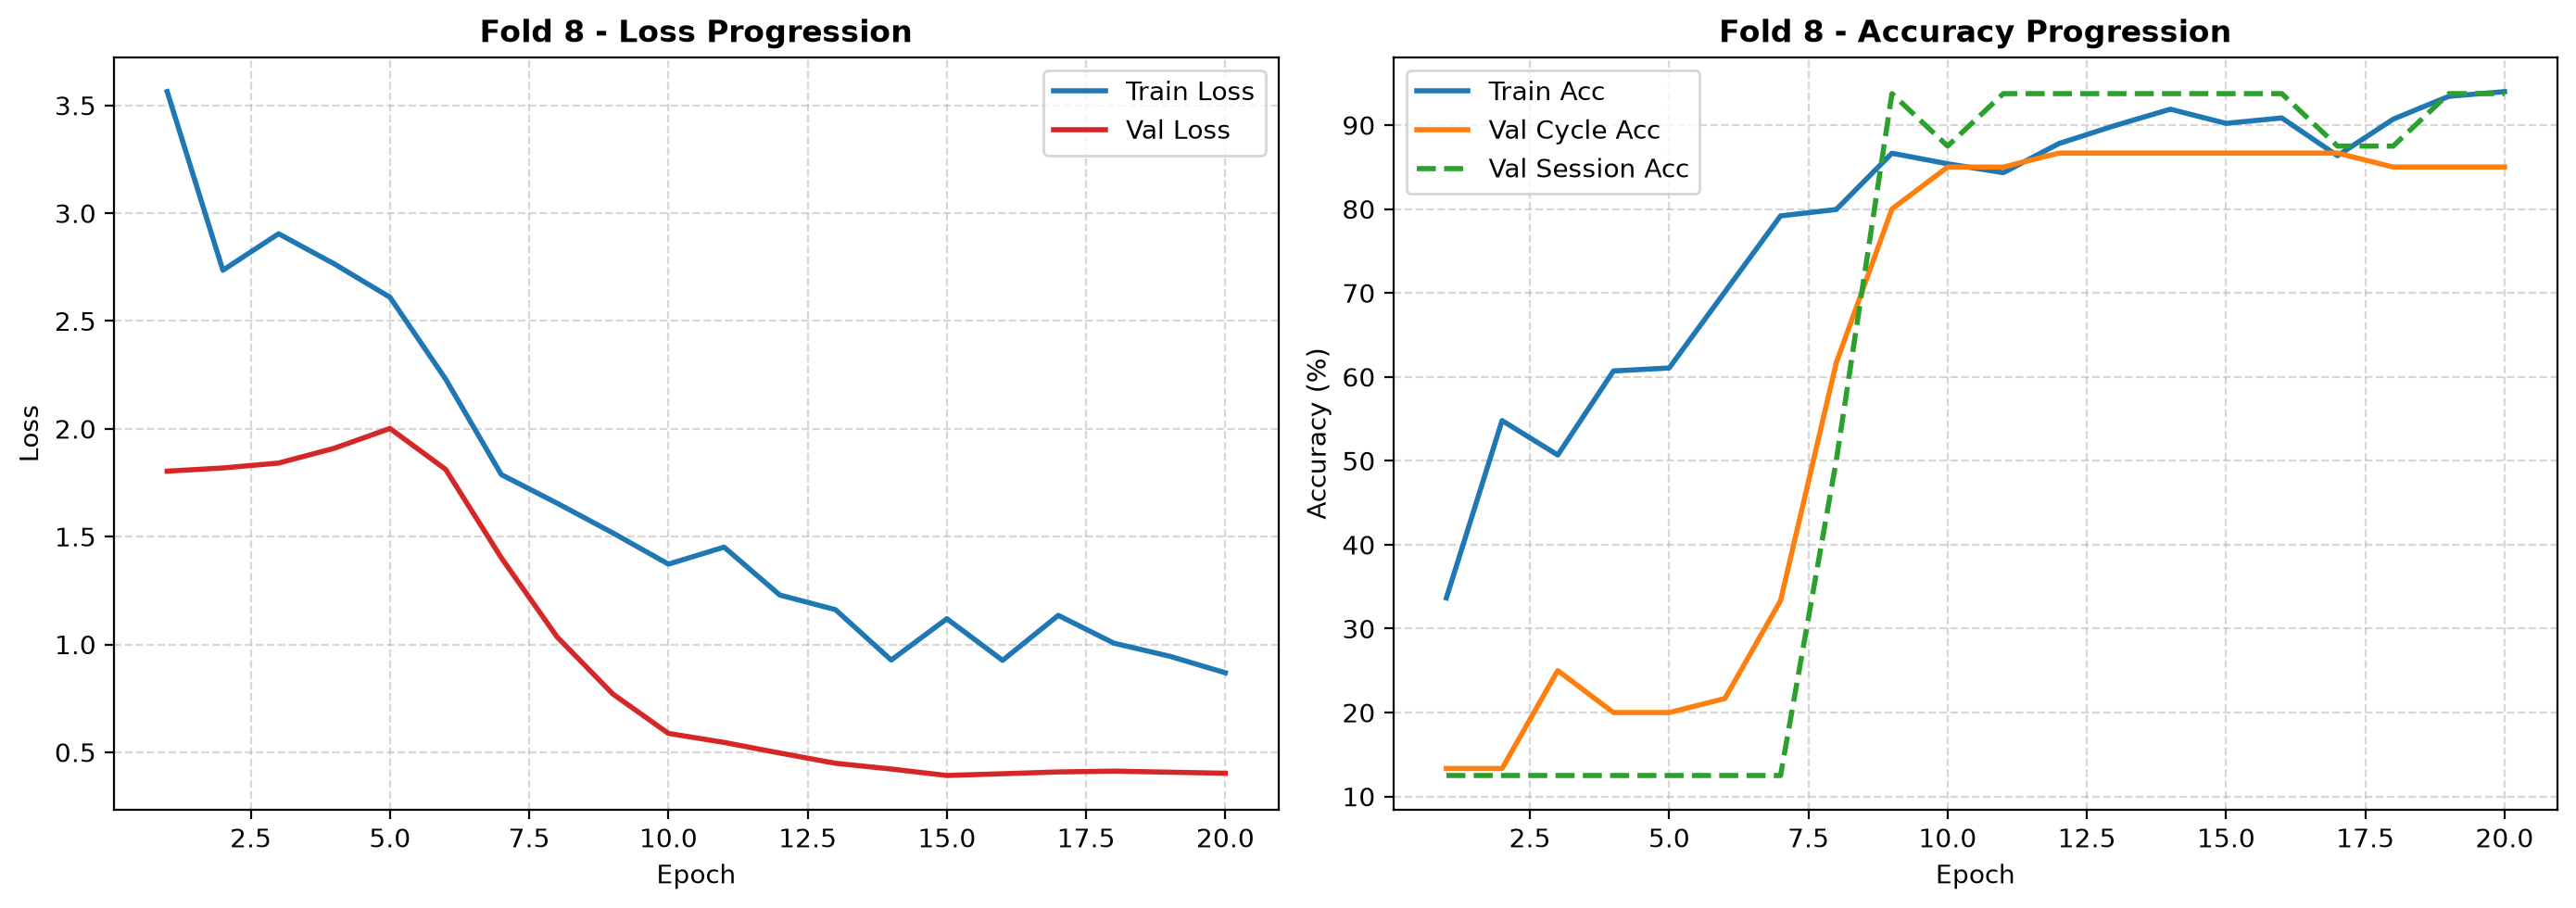 Fold 8 - Loss Progression
Train Loss
Val Loss
3.5
3.0
2.5
2.0
1.5
1.0
0.5
Loss
2.5 5.0 7.5 10.0 12.5 15.0 17.5 20.0
Epoch
Fold 8 - Accuracy Progression
Train Acc
Val Cycle Acc
Val Session Acc
90
80
70
60
50
40
30
20
10
Accuracy (%)
2.5 5.0 7.5 10.0 12.5 15.0 17.5 20.0
Epoch